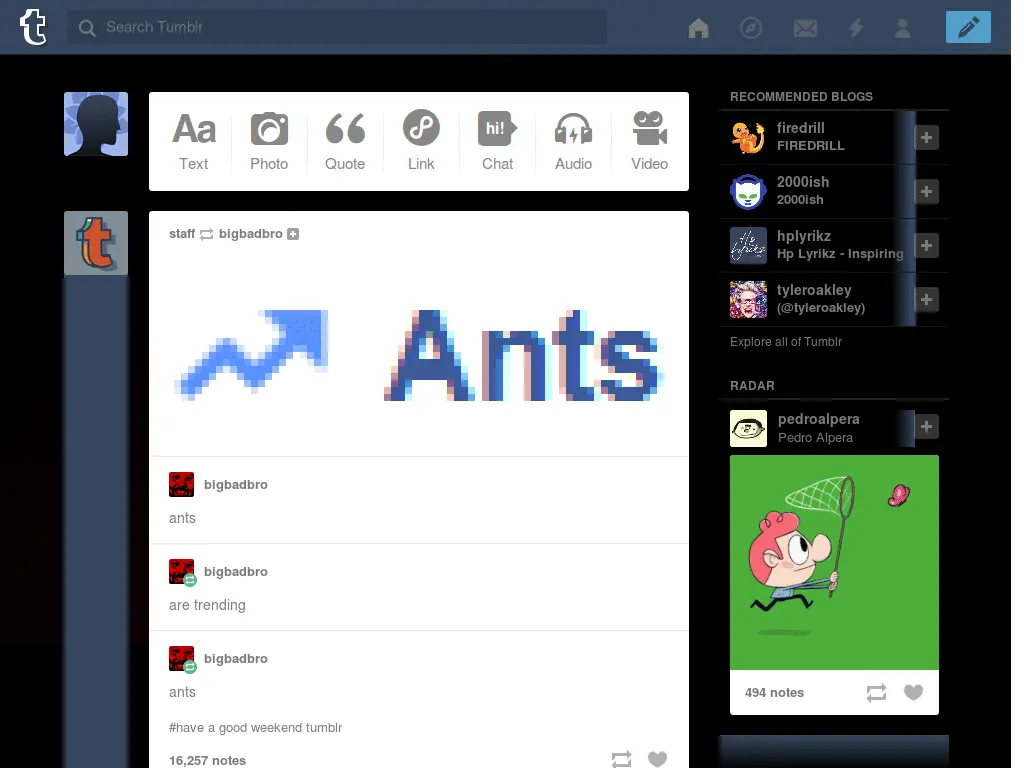 Search Tumblr
Aa
hi!
Text Photo Quote Link Chat Audio Video
staff bigbadbro
Ants
bigbadbro
ants
bigbadbro
are trending
bigbadbro
ants
#have a good weekend tumblr
16,257 notes
RECOMMENDED BLOGS
firedrill
FIREDRILL
2000ish
2000ish
hplyrikz
Hp Lyrikz
Hp Lyrikz - Inspiring
tyleroakley
(@tyleroakley)
Explore all of Tumblr
RADAR
pedroalpera
Pedro Alpera
494 notes